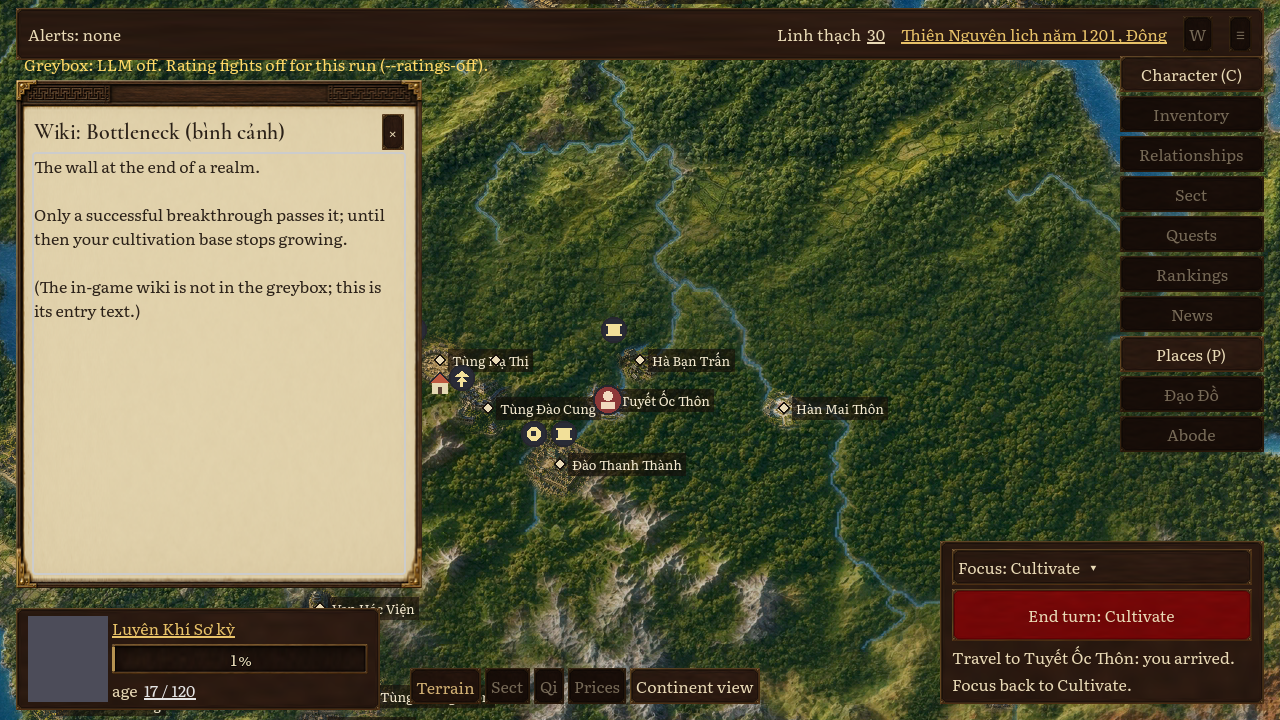 Alerts: none
Linh thạch 30 Thiên Nguyên lịch năm 1201, Đông W ≡
Greybox: LLM off. Rating fights off for this run (--ratings-off).
Character (C)
Inventory
Relationships
Sect
Quests
Rankings
News
Places (P)
Đạo Đồ
Abode
Wiki: Bottleneck (bình cảnh) ×
The wall at the end of a realm.
Only a successful breakthrough passes it; until
then your cultivation base stops growing.
(The in-game wiki is not in the greybox; this is
its entry text.)
Hà Bạn Trấn
Tuyết Ốc Thôn
Tùng Đào Cung
Hàn Mai Thôn
Đào Thanh Thành
Luyện Khí Sơ kỳ
1%
age 17 / 120
Terrain Sect Qi Prices Continent view
Focus: Cultivate ▾
End turn: Cultivate
Travel to Tuyết Ốc Thôn: you arrived.
Focus back to Cultivate.